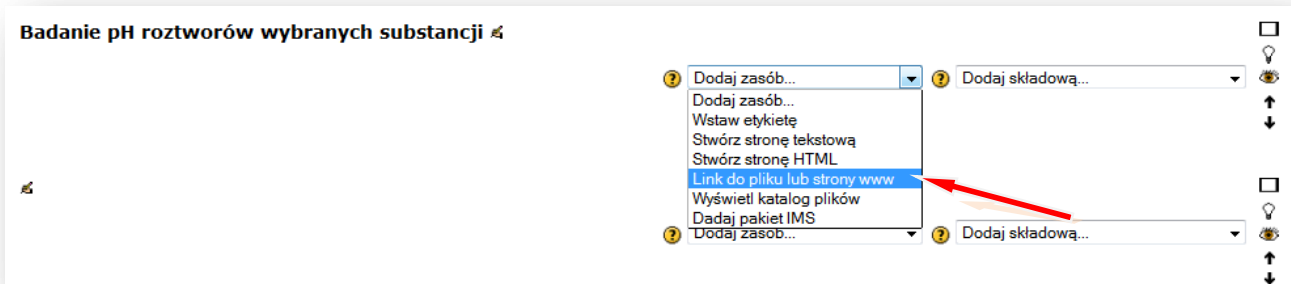 Badanie pH roztworów wybranych substancji
Dodaj zasób... Dodaj składową...
Dodaj zasób...
Wstaw etykietę
Stwórz stronę tekstową
Stwórz stronę HTML
Link do pliku lub strony www
Wyświetl katalog plików
Dadaj pakiet IMS
Dodaj zasób... Dodaj składową...